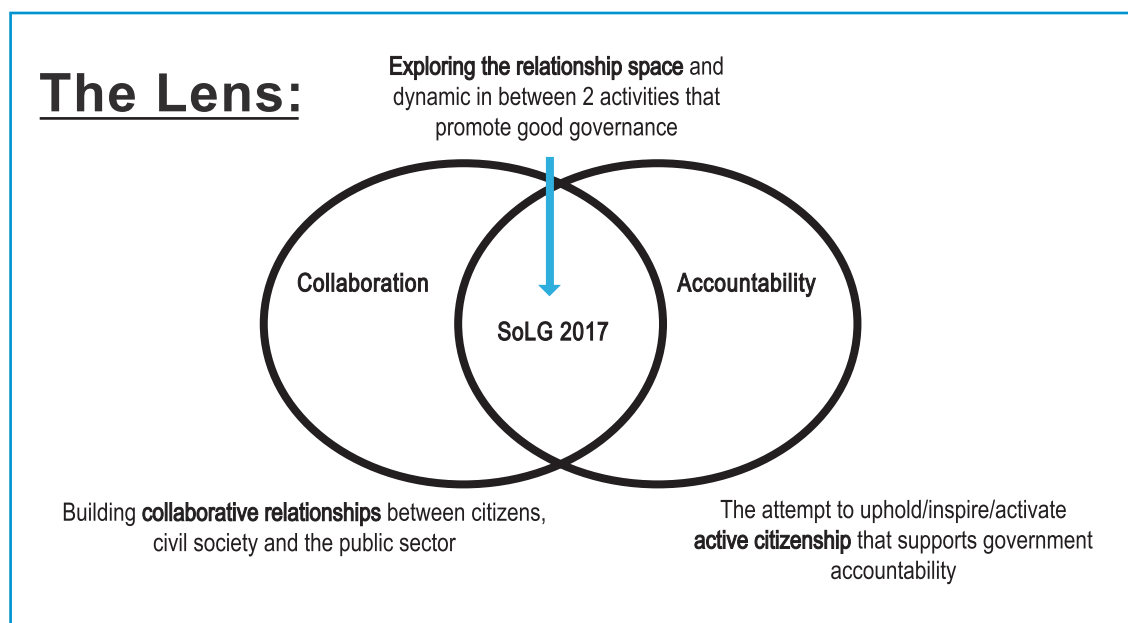 The Lens:
Exploring the relationship space and
dynamic in between 2 activities that
promote good governance
Collaboration
Accountability
SoLG 2017
Building collaborative relationships between citizens,
civil society and the public sector
The attempt to uphold/inspire/activate
active citizenship that supports government
accountability